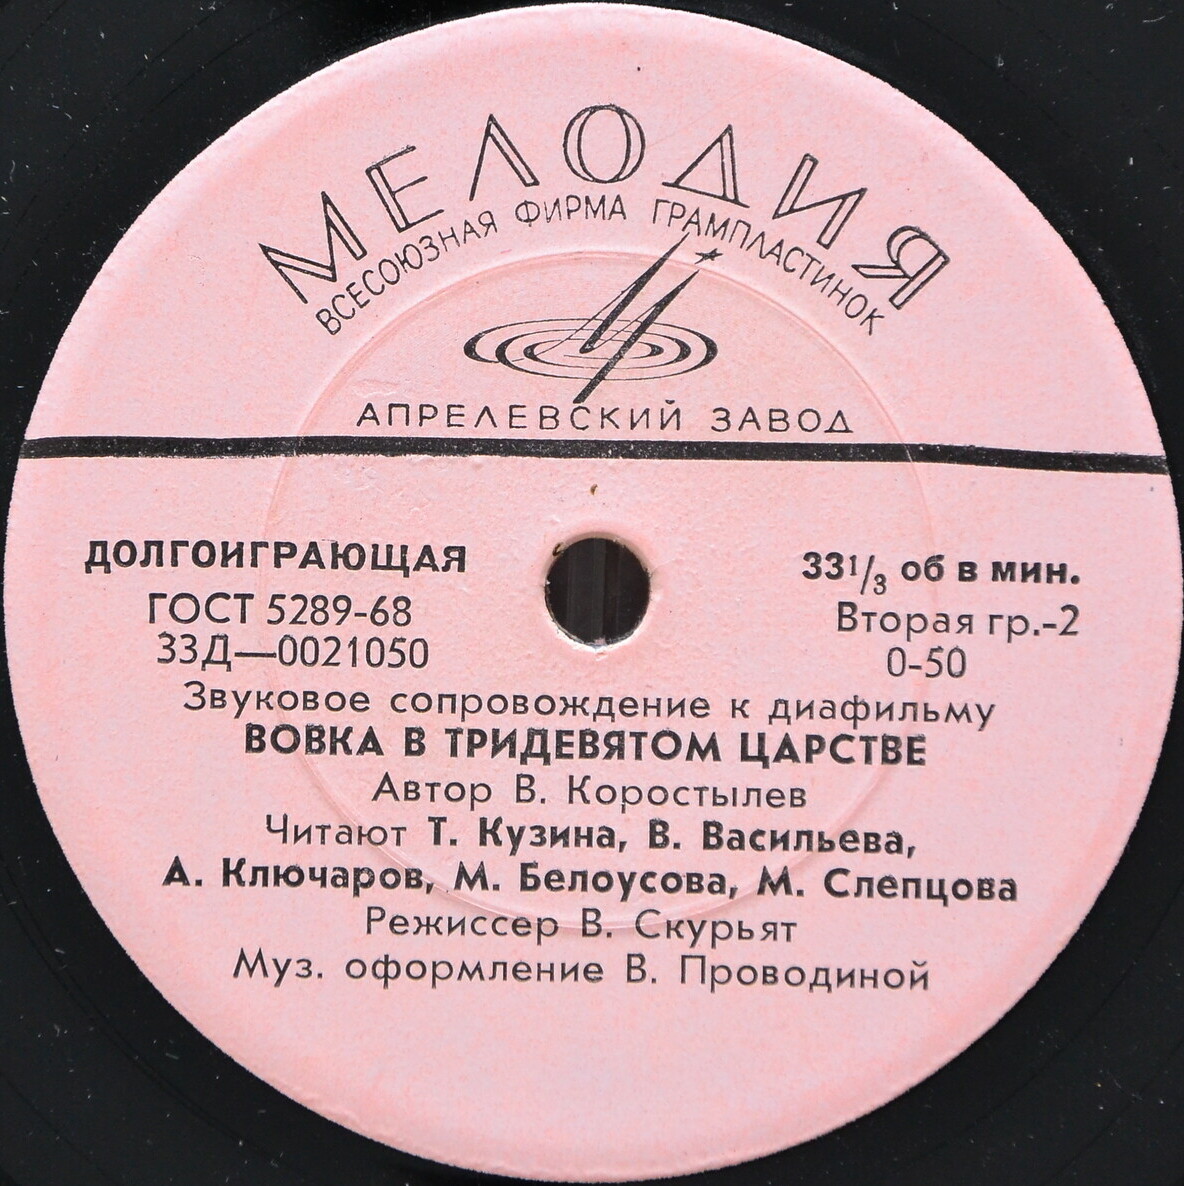 МЕЛОДИЯ
ВСЕСОЮЗНАЯ ФИРМА ГРАМПЛАСТИНОК
АПРЕЛЕВСКИЙ ЗАВОД
ДОЛГОИГРАЮЩАЯ
33 1/3 об в мин.
ГОСТ 5289-68
Вторая гр.-2
33Д—0021050
0-50
Звуковое сопровождение к диафильму
ВОВКА В ТРИДЕВЯТОМ ЦАРСТВЕ
Автор В. Коростылев
Читают Т. Кузина, В. Васильева,
А. Ключаров, М. Белоусова, М. Слепцова
Режиссер В. Скурьят
Муз. оформление В. Проводиной